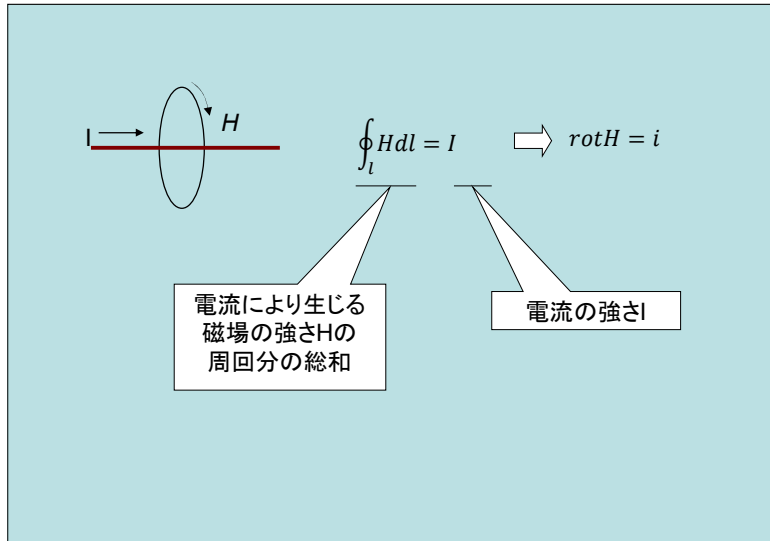 I
H
∮_l Hdl = I
rotH = i
電流により生じる
磁場の強さHの
周回分の総和
電流の強さI